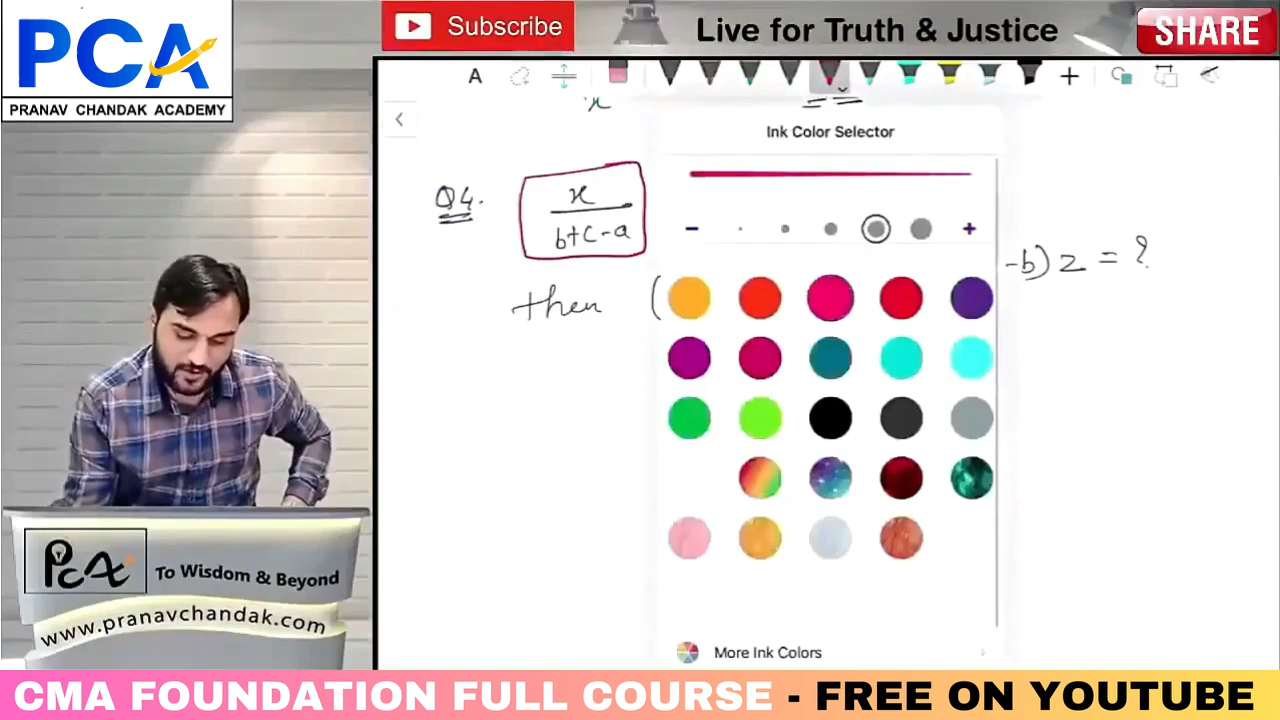 PCA
PRANAV CHANDAK ACADEMY
Subscribe
Live for Truth & Justice
SHARE
A
x
Ink Color Selector
Q4. x
b+c-a
-b) z = ?
then (
More Ink Colors
PCA
To Wisdom & Beyond
www.pranavchandak.com
CMA FOUNDATION FULL COURSE - FREE ON YOUTUBE